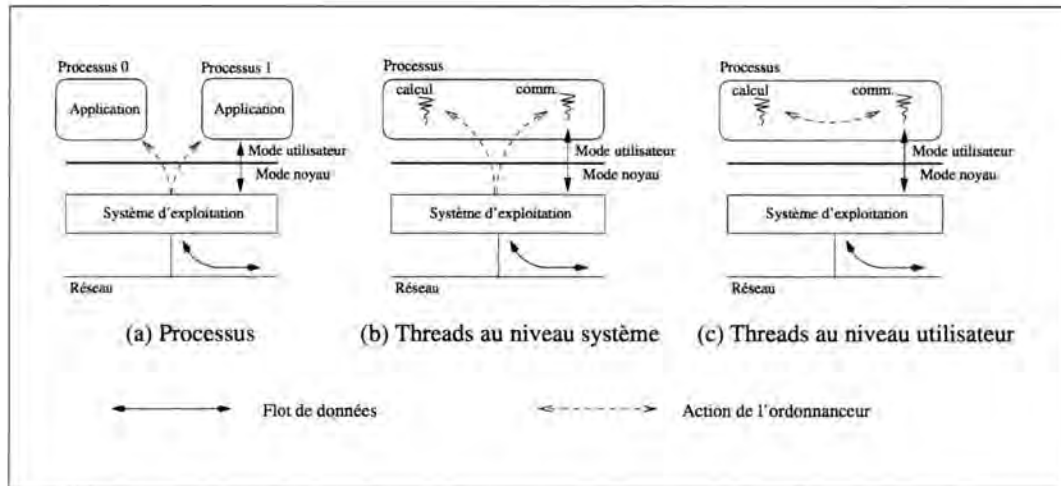 Processus 0
Processus 1
Application
Application
Mode utilisateur
Mode noyau
Système d'exploitation
Réseau
(a) Processus
Processus
calcul
comm.
Mode utilisateur
Mode noyau
Système d'exploitation
Réseau
(b) Threads au niveau système
Processus
calcul
comm.
Mode utilisateur
Mode noyau
Système d'exploitation
Réseau
(c) Threads au niveau utilisateur
Flot de données
Action de l'ordonnanceur